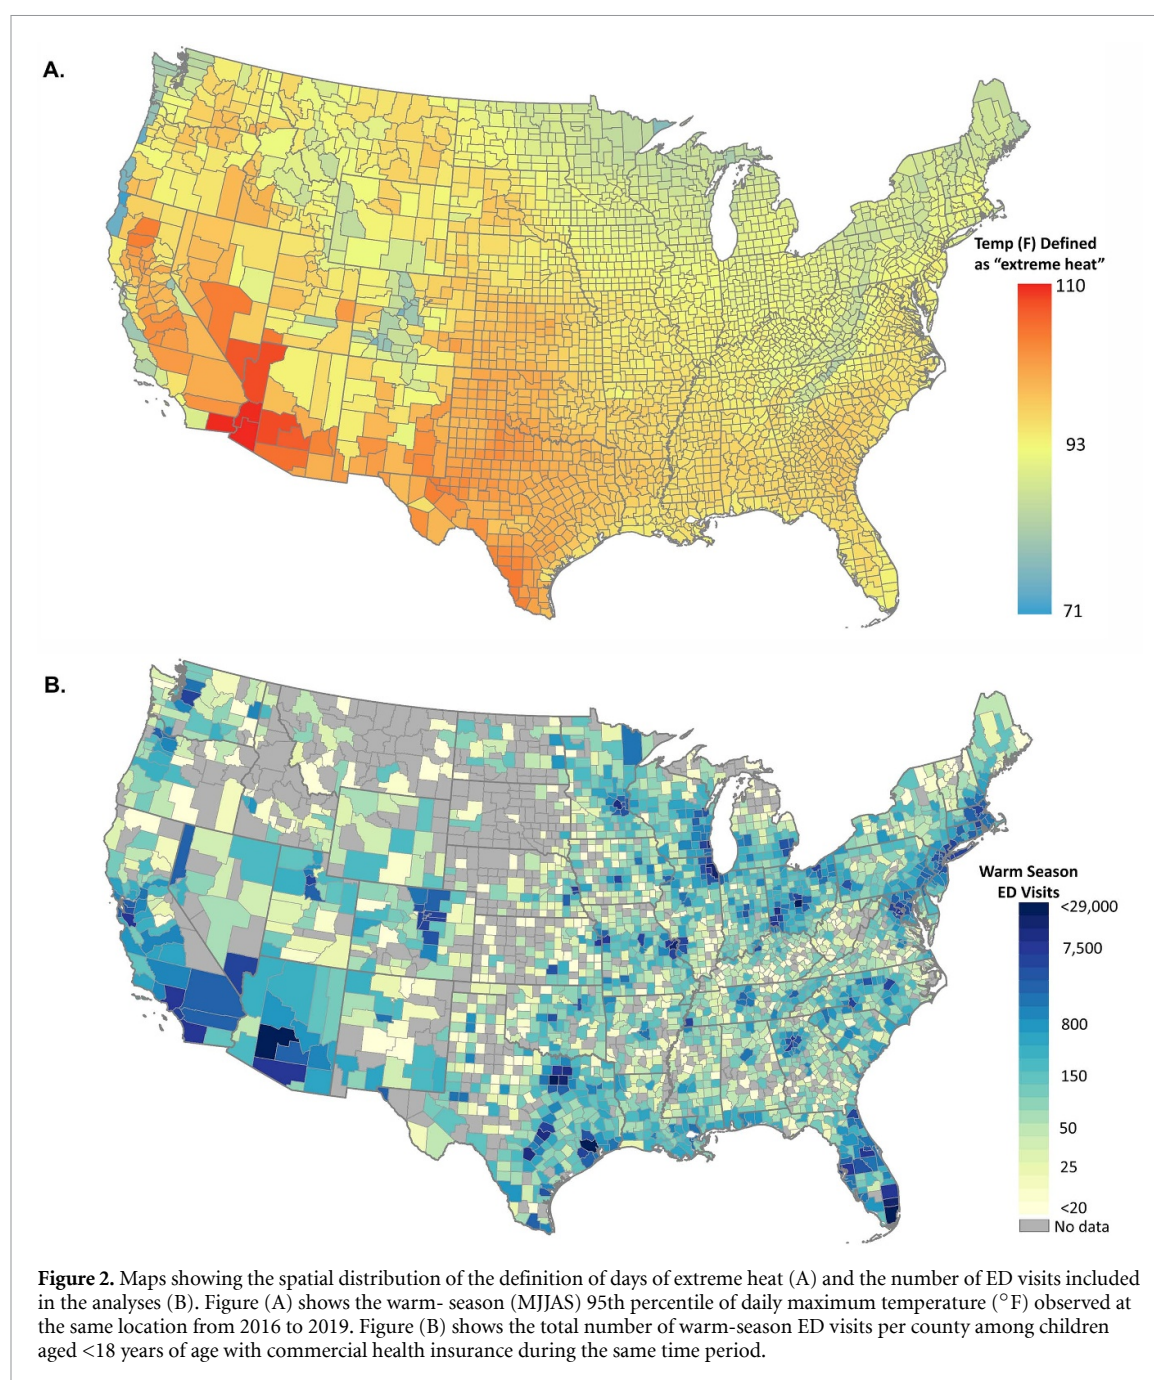 A.
Temp (F) Defined
as “extreme heat”
110
93
71
B.
Warm Season
ED Visits
<29,000
7,500
800
150
50
25
<20
No data
Figure 2. Maps showing the spatial distribution of the definition of days of extreme heat (A) and the number of ED visits included
in the analyses (B). Figure (A) shows the warm- season (MJJAS) 95th percentile of daily maximum temperature (°F) observed at
the same location from 2016 to 2019. Figure (B) shows the total number of warm-season ED visits per county among children
aged <18 years of age with commercial health insurance during the same time period.